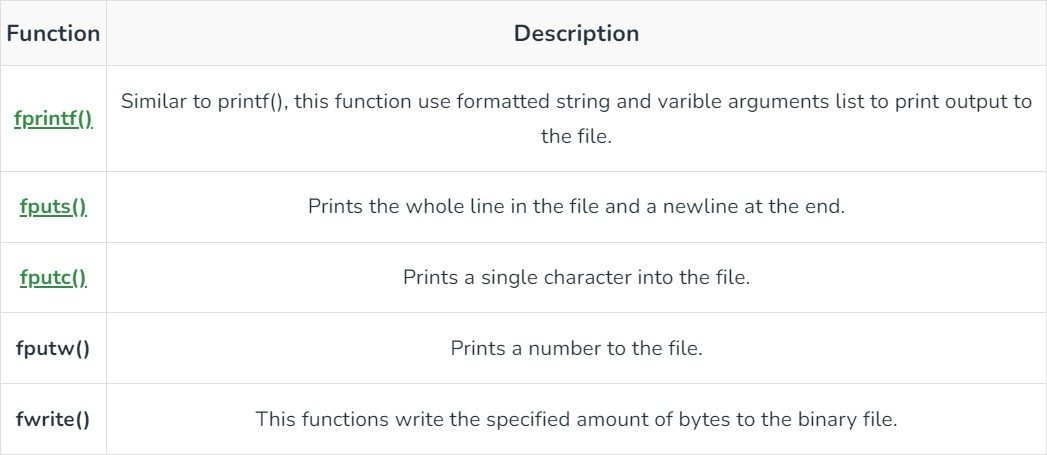 Function Description
fprintf() Similar to printf(), this function use formatted string and varible arguments list to print output to
the file.
fputs() Prints the whole line in the file and a newline at the end.
fputc() Prints a single character into the file.
fputw() Prints a number to the file.
fwrite() This functions write the specified amount of bytes to the binary file.